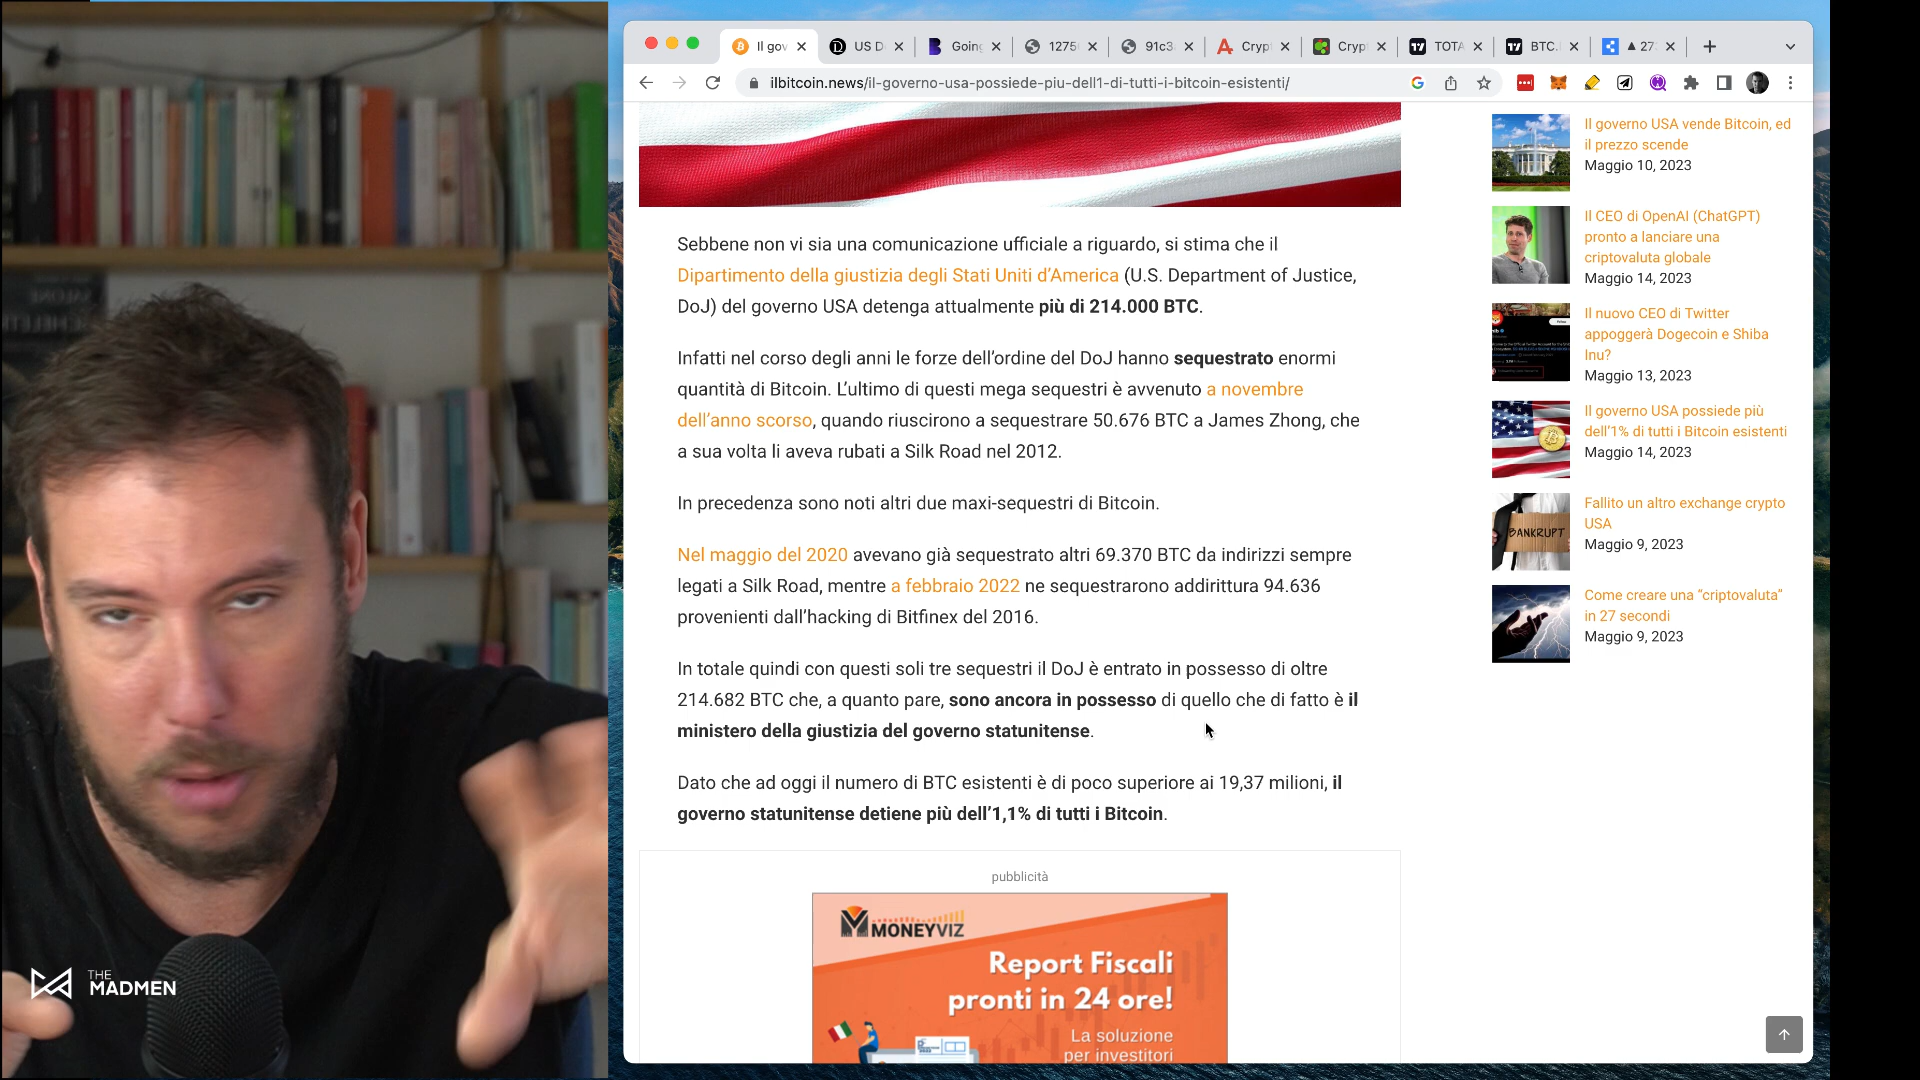 Il gov
US D
Going
1275
91c3
Cryp
Cryp
TOTA
BTC.
▲ 27
ilbitcoin.news/il-governo-usa-possiede-piu-dell1-di-tutti-i-bitcoin-esistenti/
Sebbene non vi sia una comunicazione ufficiale a riguardo, si stima che il
Dipartimento della giustizia degli Stati Uniti d’America (U.S. Department of Justice,
DoJ) del governo USA detenga attualmente più di 214.000 BTC.
Infatti nel corso degli anni le forze dell’ordine del DoJ hanno sequestrato enormi
quantità di Bitcoin. L’ultimo di questi mega sequestri è avvenuto a novembre
dell’anno scorso, quando riuscirono a sequestrare 50.676 BTC a James Zhong, che
a sua volta li aveva rubati a Silk Road nel 2012.
In precedenza sono noti altri due maxi-sequestri di Bitcoin.
Nel maggio del 2020 avevano già sequestrato altri 69.370 BTC da indirizzi sempre
legati a Silk Road, mentre a febbraio 2022 ne sequestrarono addirittura 94.636
provenienti dall’hacking di Bitfinex del 2016.
In totale quindi con questi soli tre sequestri il DoJ è entrato in possesso di oltre
214.682 BTC che, a quanto pare, sono ancora in possesso di quello che di fatto è il
ministero della giustizia del governo statunitense.
Dato che ad oggi il numero di BTC esistenti è di poco superiore ai 19,37 milioni, il
governo statunitense detiene più dell’1,1% di tutti i Bitcoin.
pubblicità
MONEYVIZ
Report Fiscali
pronti in 24 ore!
La soluzione
per investitori
Il governo USA vende Bitcoin, ed
il prezzo scende
Maggio 10, 2023
Il CEO di OpenAI (ChatGPT)
pronto a lanciare una
criptovaluta globale
Maggio 14, 2023
Il nuovo CEO di Twitter
appoggerà Dogecoin e Shiba
Inu?
Maggio 13, 2023
Il governo USA possiede più
dell’1% di tutti i Bitcoin esistenti
Maggio 14, 2023
BANKRUPT
Fallito un altro exchange crypto
USA
Maggio 9, 2023
Come creare una “criptovaluta”
in 27 secondi
Maggio 9, 2023
THE
MADMEN